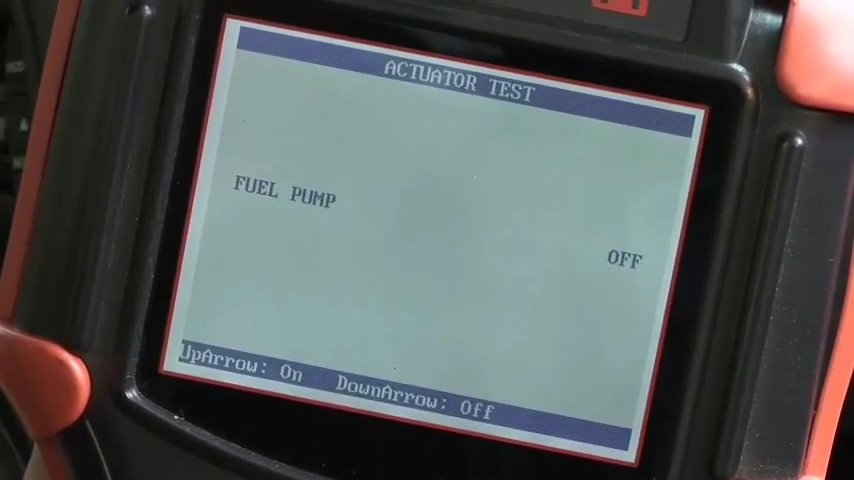 ACTUATOR TEST
FUEL PUMP
OFF
UpArrow: On DownArrow: Off